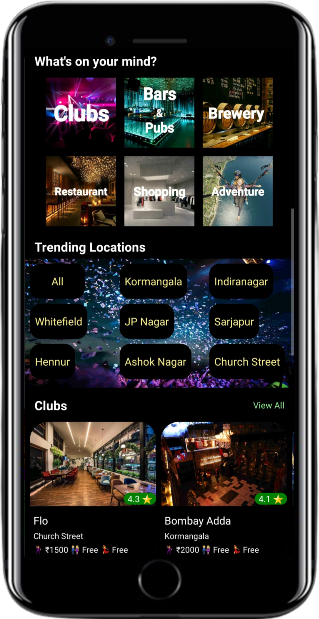 What's on your mind?
Clubs
Bars
&
Pubs
Brewery
Restaurant
Shopping
Adventure
Trending Locations
All
Kormangala
Indiranagar
Whitefield
JP Nagar
Sarjapur
Hennur
Ashok Nagar
Church Street
Clubs
View All
4.3
4.1
Flo
Bombay Adda
Church Street
Kormangala
₹1500 Free Free
₹2000 Free Free